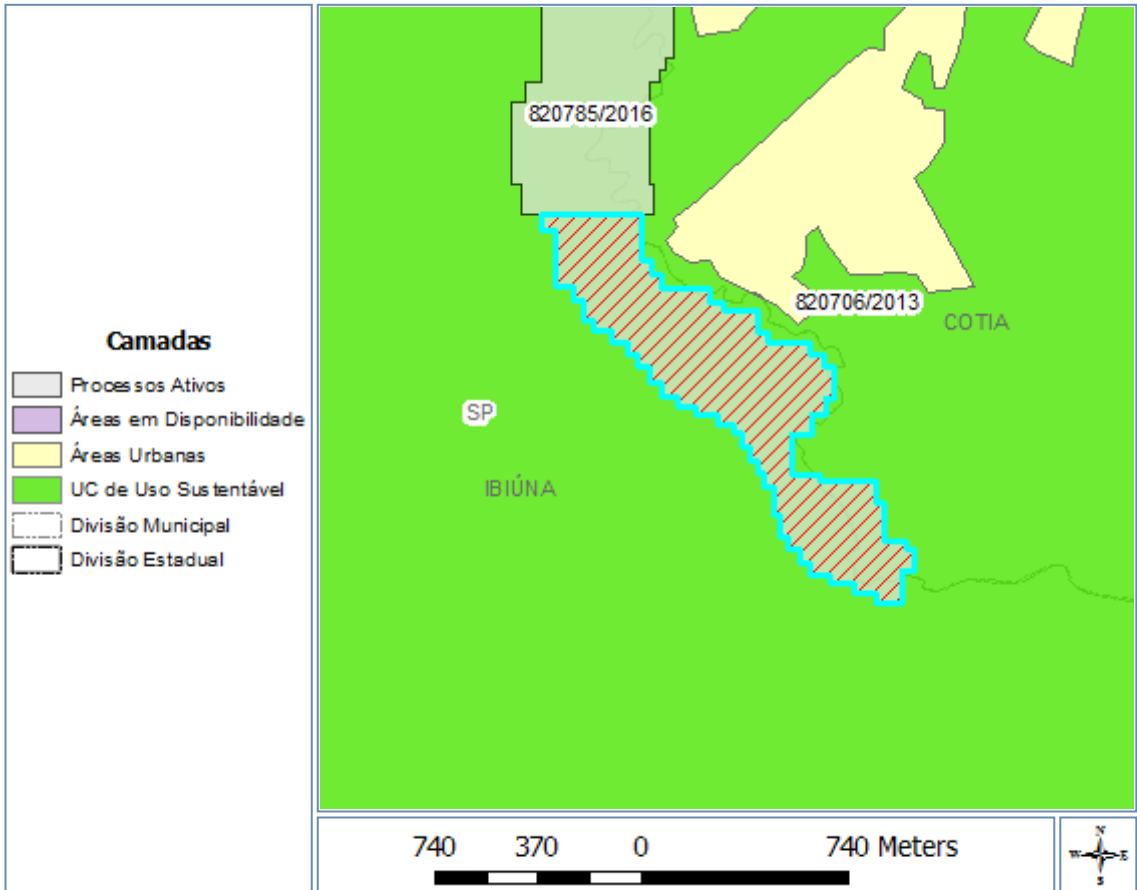 Camadas
Processos Ativos
Áreas em Disponibilidade
Áreas Urbanas
UC de Uso Sustentável
Divisão Municipal
Divisão Estadual
820785/2016
820706/2013
COTIA
SP
IBIÚNA
740 370 0 740 Meters
N
W E
S